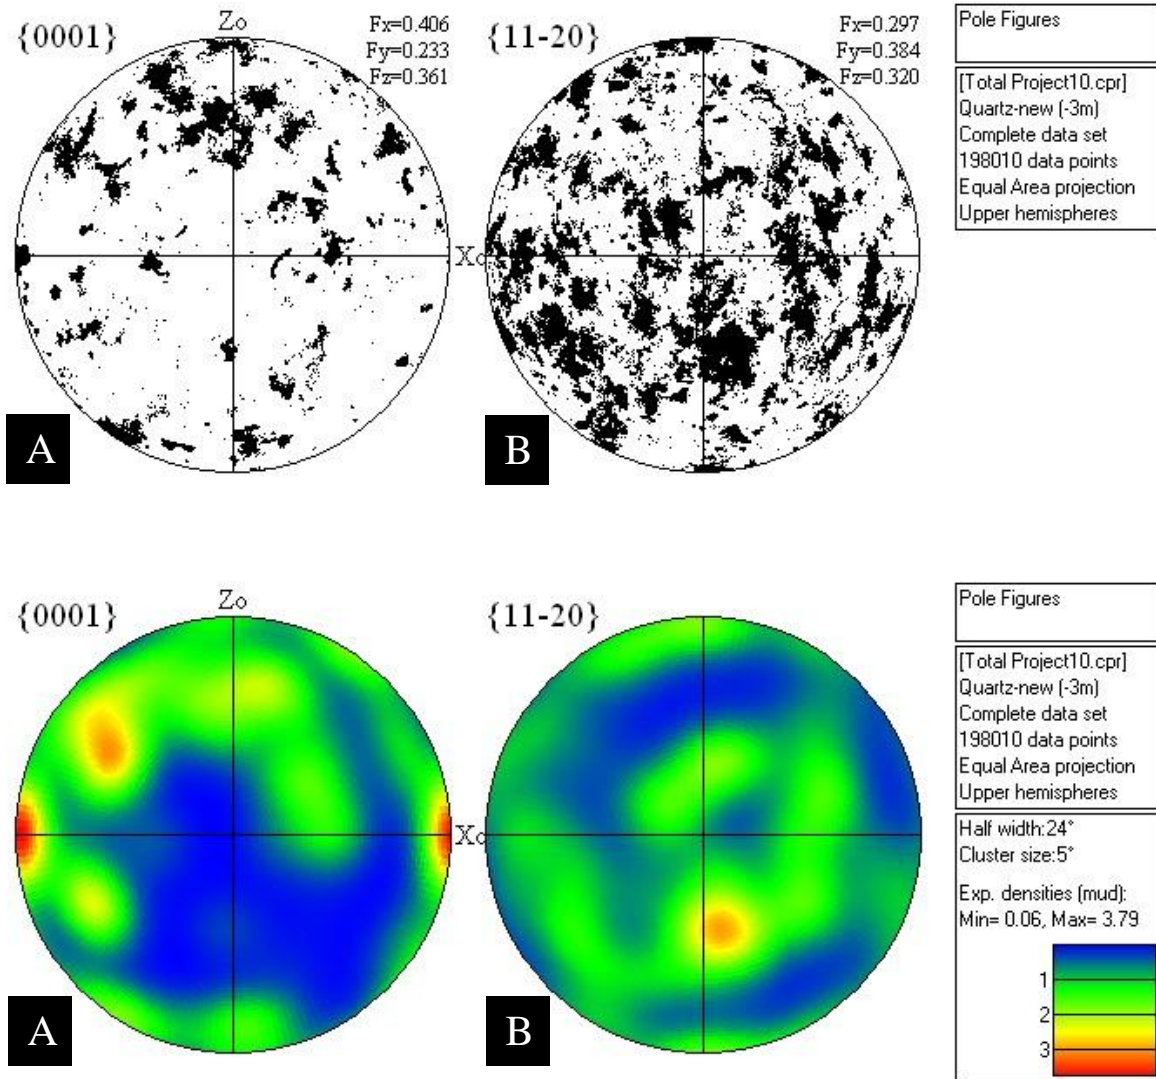 {0001}
Zo
Fx=0.406
Fy=0.233
Fz=0.361
{11-20}
Fx=0.297
Fy=0.384
Fz=0.320
Xo
A
B
Pole Figures
[Total Project10.cpr]
Quartz-new (-3m)
Complete data set
198010 data points
Equal Area projection
Upper hemispheres
{0001}
Zo
{11-20}
Xo
A
B
Pole Figures
[Total Project10.cpr]
Quartz-new (-3m)
Complete data set
198010 data points
Equal Area projection
Upper hemispheres
Half width:24°
Cluster size:5°
Exp. densities (mud):
Min= 0.06, Max= 3.79
1
2
3